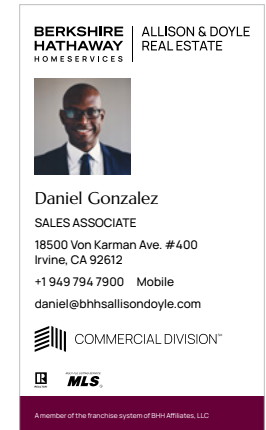 BERKSHIRE
HATHAWAY
HOMESERVICES
ALLISON & DOYLE
REAL ESTATE
Daniel Gonzalez
SALES ASSOCIATE
18500 Von Karman Ave. #400
Irvine, CA 92612
+1 949 794 7900 Mobile
daniel@bhhsallisondoyle.com
COMMERCIAL DIVISION™
R
MLS
A member of the franchise system of BHH Affiliates, LLC